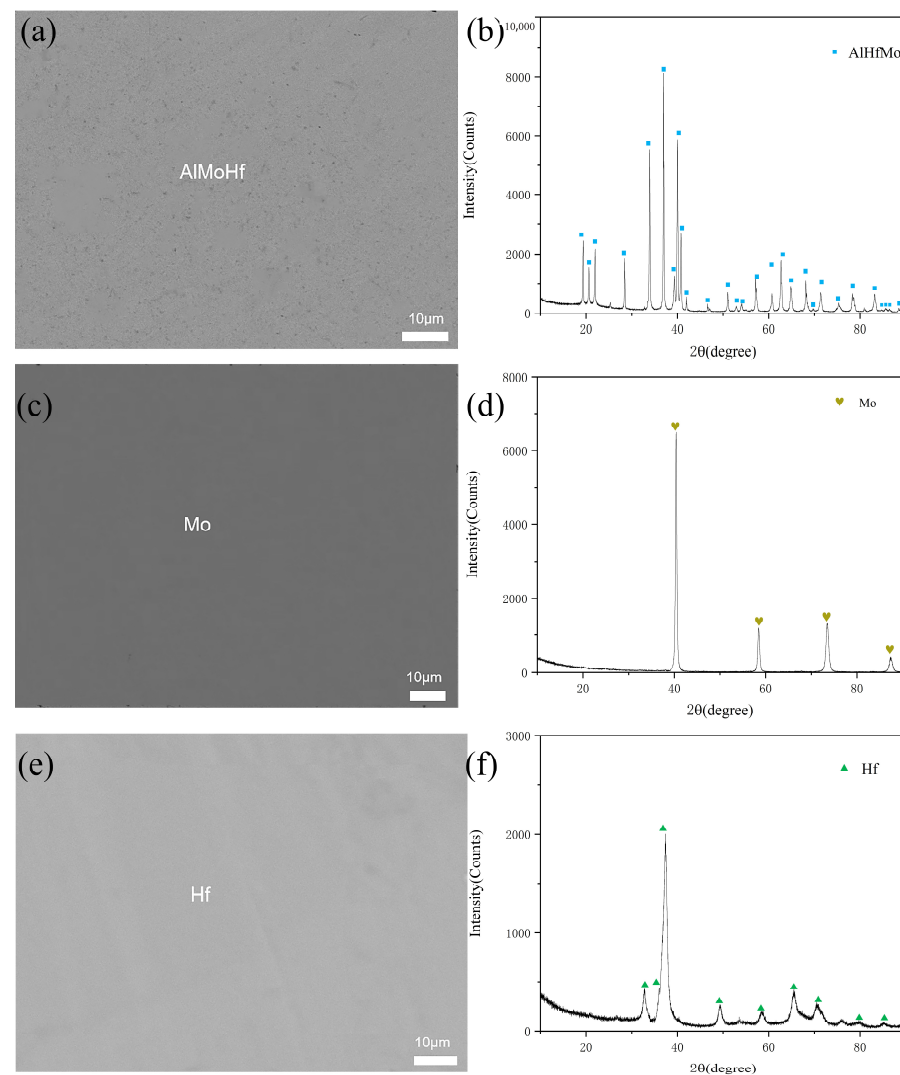 (a)
AlMoHf
10μm
(b)
10,000
8000
6000
4000
2000
0
20
40
60
80
Intensity(Counts)
2θ(degree)
AlHfMo
(c)
Mo
10μm
(d)
8000
6000
4000
2000
0
20
40
60
80
Intensity(Counts)
2θ(degree)
Mo
(e)
Hf
10μm
(f)
3000
2000
1000
0
20
40
60
80
Intensity(Counts)
2θ(degree)
Hf